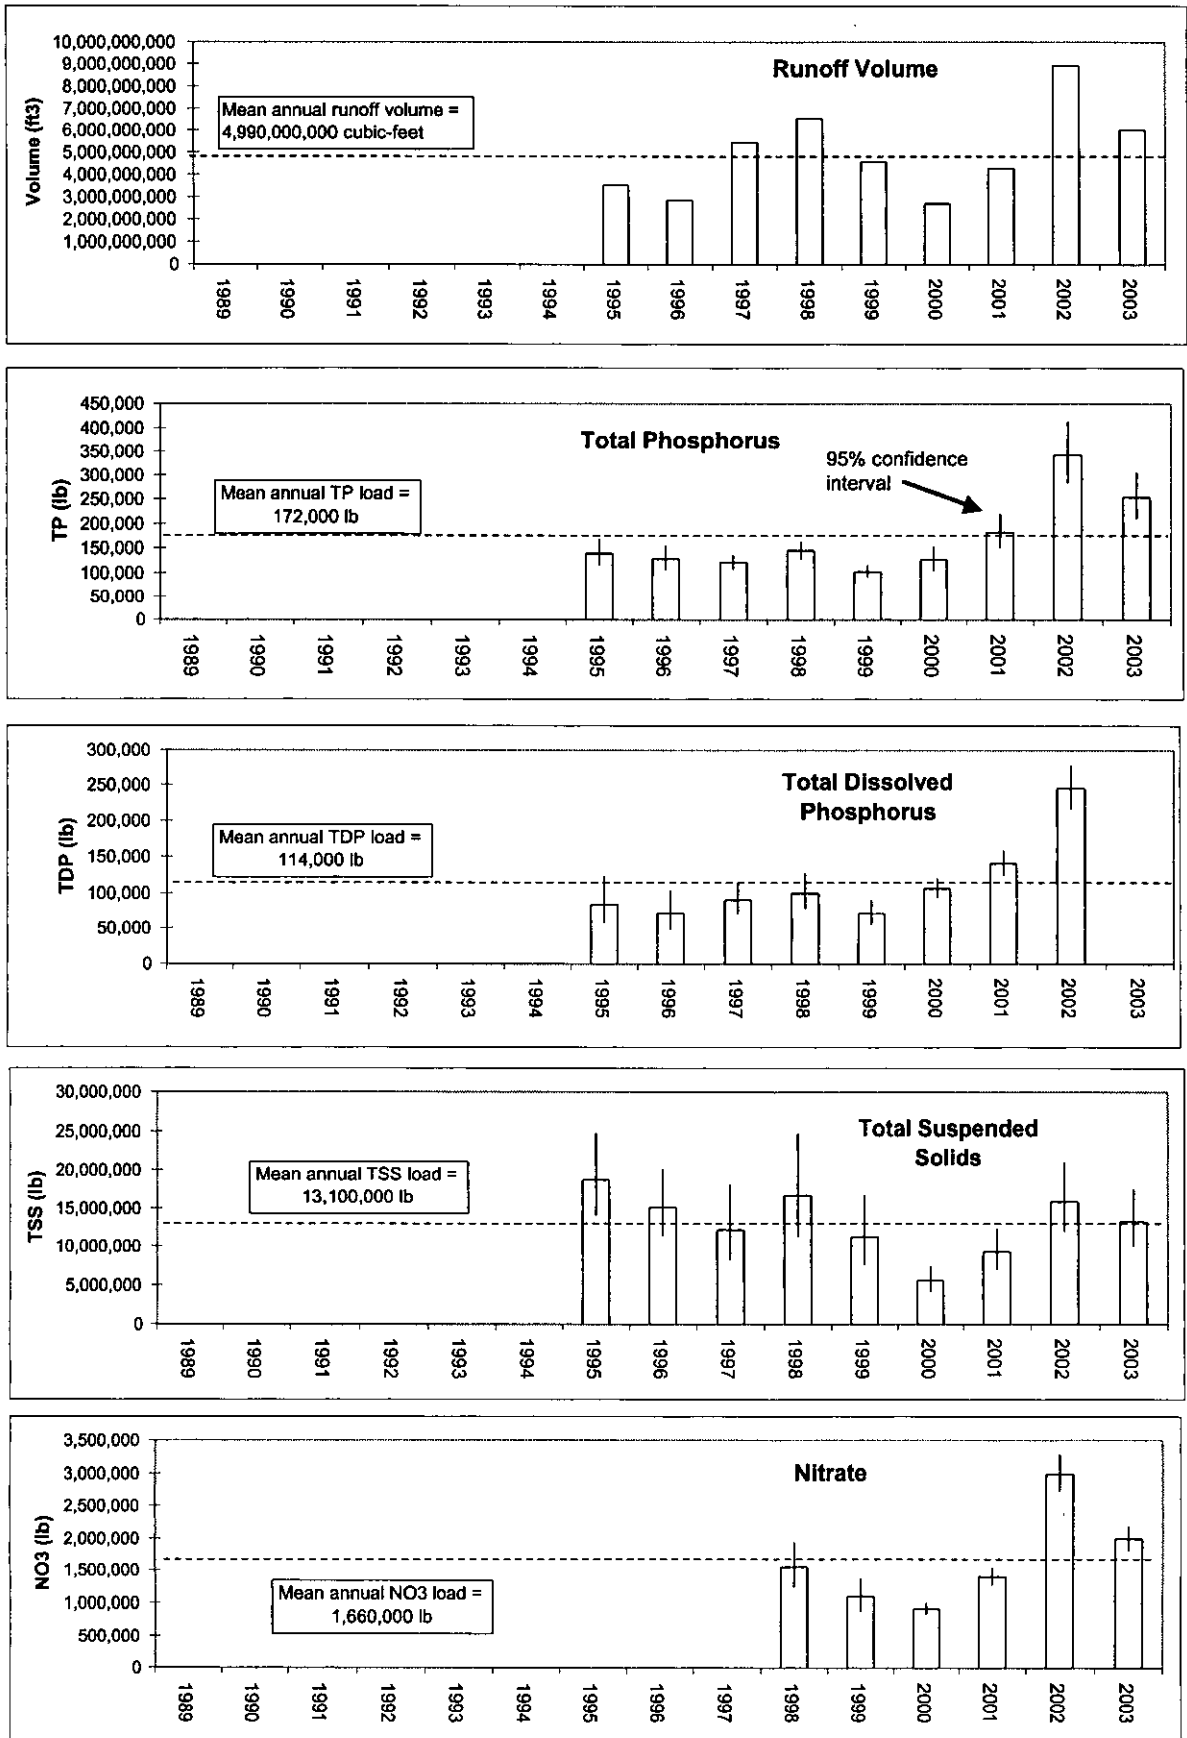 Runoff Volume
Volume (ft3)
10,000,000,000
9,000,000,000
8,000,000,000
7,000,000,000
6,000,000,000
5,000,000,000
4,000,000,000
3,000,000,000
2,000,000,000
1,000,000,000
0
Mean annual runoff volume =
4,990,000,000 cubic-feet
1989 1990 1991 1992 1993 1994 1995 1996 1997 1998 1999 2000 2001 2002 2003
Total Phosphorus
TP (lb)
450,000
400,000
350,000
300,000
250,000
200,000
150,000
100,000
50,000
0
Mean annual TP load =
172,000 lb
95% confidence
interval
1989 1990 1991 1992 1993 1994 1995 1996 1997 1998 1999 2000 2001 2002 2003
Total Dissolved
Phosphorus
TDP (lb)
300,000
250,000
200,000
150,000
100,000
50,000
0
Mean annual TDP load =
114,000 lb
1989 1990 1991 1992 1993 1994 1995 1996 1997 1998 1999 2000 2001 2002 2003
Total Suspended
Solids
TSS (lb)
30,000,000
25,000,000
20,000,000
15,000,000
10,000,000
5,000,000
0
Mean annual TSS load =
13,100,000 lb
1989 1990 1991 1992 1993 1994 1995 1996 1997 1998 1999 2000 2001 2002 2003
Nitrate
NO3 (lb)
3,500,000
3,000,000
2,500,000
2,000,000
1,500,000
1,000,000
500,000
0
Mean annual NO3 load =
1,660,000 lb
1989 1990 1991 1992 1993 1994 1995 1996 1997 1998 1999 2000 2001 2002 2003